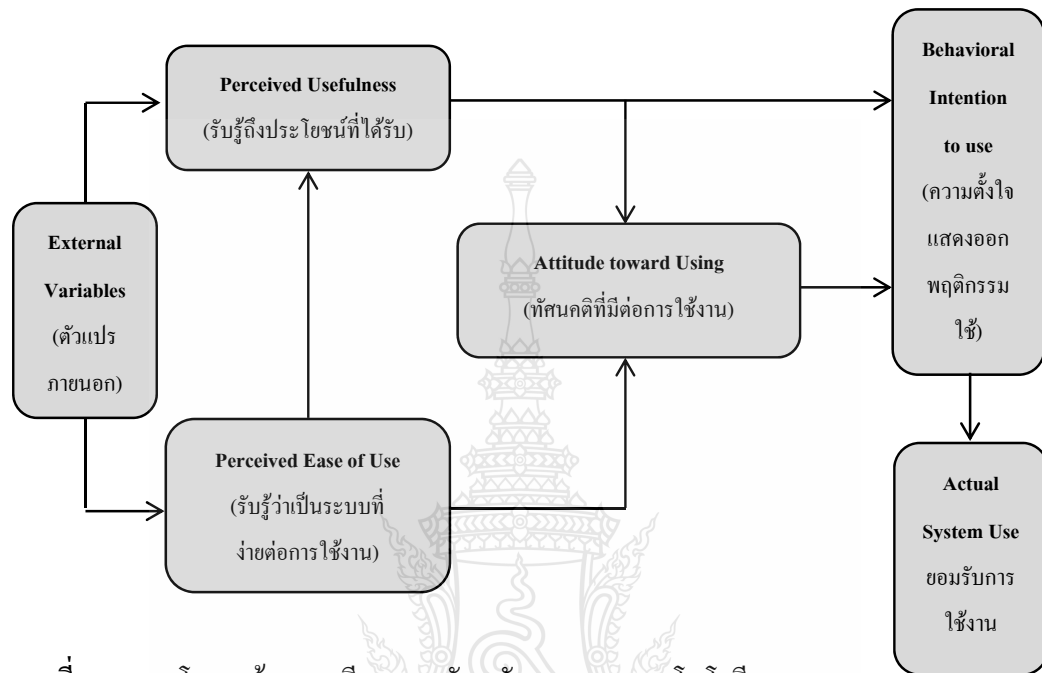 External
Variables
(ตัวแปร
ภายนอก)
Perceived Usefulness
(รับรู้ถึงประโยชน์ที่ได้รับ)
Perceived Ease of Use
(รับรู้ว่าเป็นระบบที่
ง่ายต่อการใช้งาน)
Attitude toward Using
(ทัศนคติที่มีต่อการใช้งาน)
Behavioral
Intention
to use
(ความตั้งใจ
แสดงออก
พฤติกรรม
ใช้)
Actual
System Use
ยอมรับการ
ใช้งาน